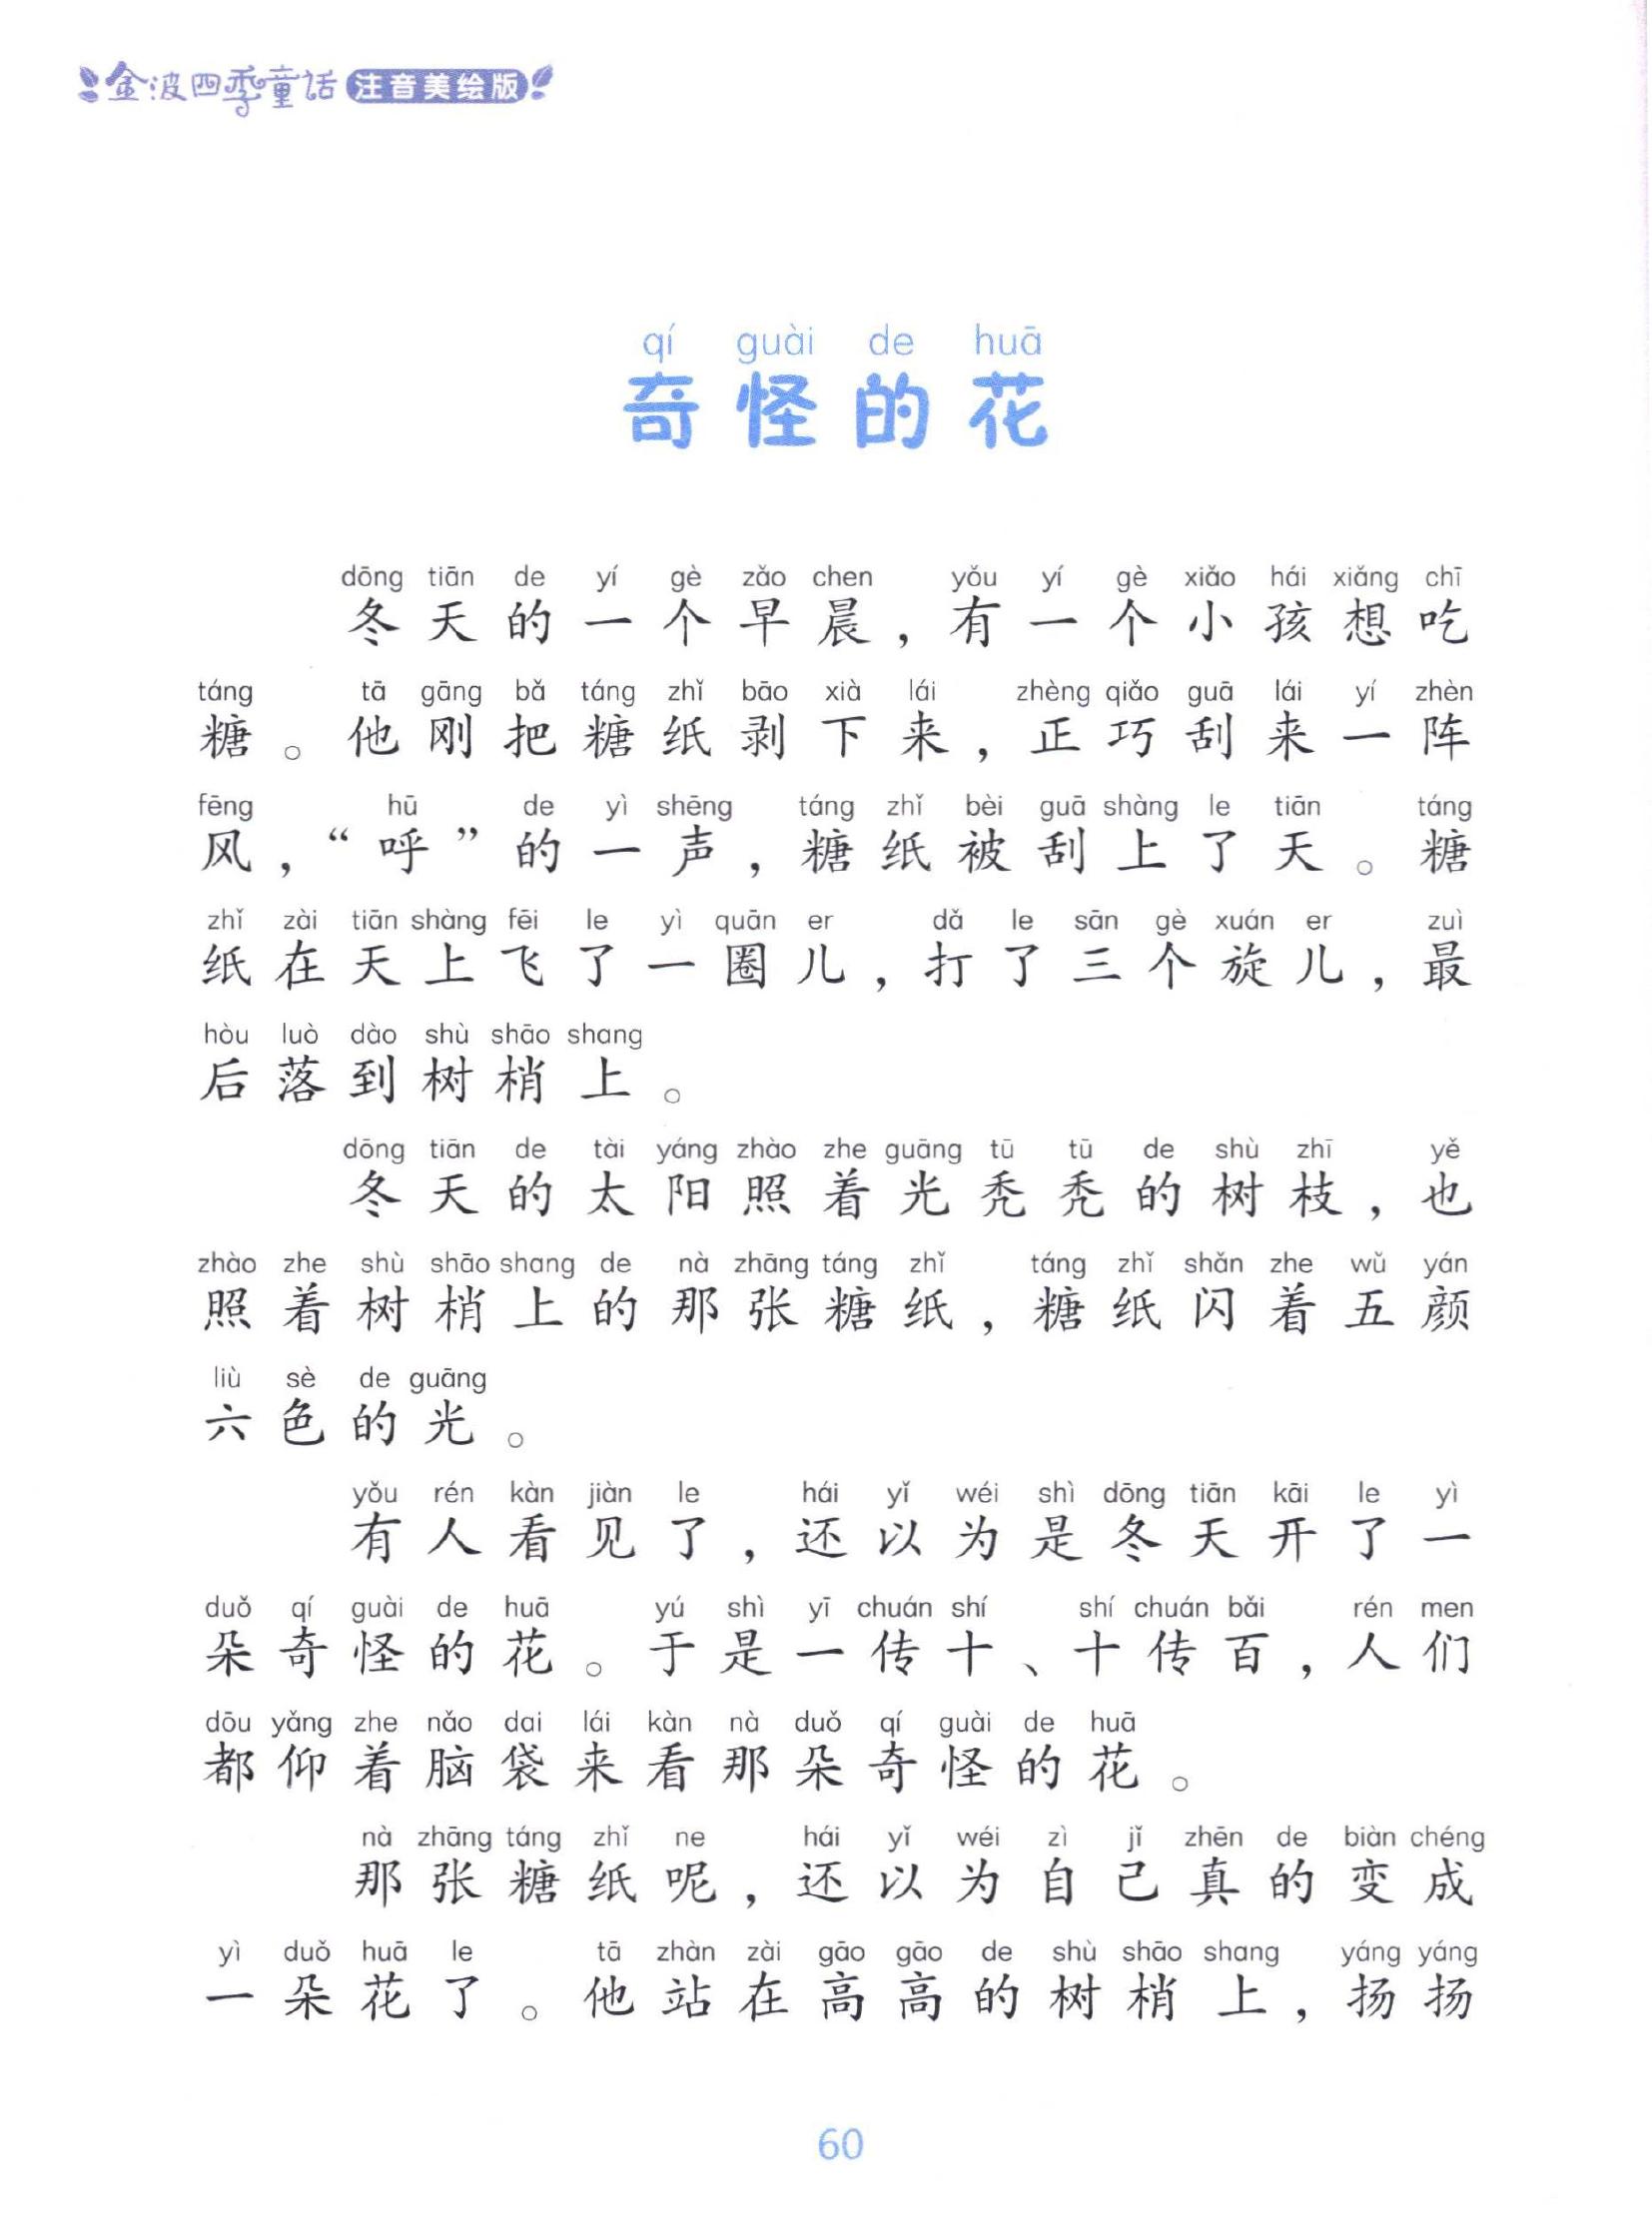 金波四季童话 注音美绘版
qí guài de huā
奇怪的花
dōng tiān de yí gè zǎo chen yǒu yí gè xiǎo hái xiǎng chī
冬天的一个早晨，有一个小孩想吃
táng tā gāng bǎ táng zhǐ bāo xià lái zhèng qiǎo guā lái yí zhèn
糖。他刚把糖纸剥下来，正巧刮来一阵
fēng hū de yì shēng táng zhǐ bèi guā shàng le tiān táng
风，“呼”的一声，糖纸被刮上了天。糖
zhǐ zài tiān shàng fēi le yì quān er dǎ le sān gè xuán er zuì
纸在天上飞了一圈儿，打了三个旋儿，最
hòu luò dào shù shāo shang
后落到树梢上。
dōng tiān de tài yáng zhào zhe guāng tū tū de shù zhī yě
冬天的太阳照着光秃秃的树枝，也
zhào zhe shù shāo shang de nà zhāng táng zhǐ táng zhǐ shǎn zhe wǔ yán
照着树梢上的那张糖纸，糖纸闪着五颜
liù sè de guāng
六色的光。
yǒu rén kàn jiàn le hái yǐ wéi shì dōng tiān kāi le yì
有人看见了，还以为是冬天开了一
duǒ qí guài de huā yú shì yī chuán shí shí chuán bǎi rén men
朵奇怪的花。于是一传十、十传百，人们
dōu yǎng zhe nǎo dai lái kàn nà duǒ qí guài de huā
都仰着脑袋来看那朵奇怪的花。
nà zhāng táng zhǐ ne hái yǐ wéi zì jǐ zhēn de biàn chéng
那张糖纸呢，还以为自己真的变成
yì duǒ huā le tā zhàn zài gāo gāo de shù shāo shang yáng yáng
一朵花了。他站在高高的树梢上，扬扬
60